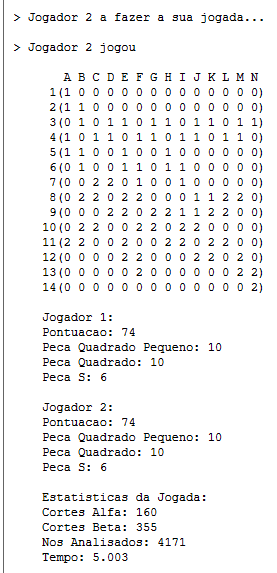 > Jogador 2 a fazer a sua jogada...
> Jogador 2 jogou
A B C D E F G H I J K L M N
1(1 0 0 0 0 0 0 0 0 0 0 0 0 0)
2(1 1 0 0 0 0 0 0 0 0 0 0 0 0)
3(0 1 0 1 1 0 1 1 0 1 1 0 1 1)
4(1 0 1 1 0 1 1 0 1 1 0 1 1 0)
5(1 1 0 0 1 0 0 1 0 0 0 0 0 0)
6(0 1 0 0 1 1 0 1 1 0 0 0 0 0)
7(0 0 2 2 0 1 0 0 1 0 0 0 0 0)
8(0 2 2 0 2 2 0 0 0 1 1 2 2 0)
9(0 0 0 2 2 0 2 2 1 1 2 2 0 0)
10(0 2 2 0 0 2 2 0 2 2 0 0 0 0)
11(2 2 0 0 2 0 0 2 2 0 2 2 0 0)
12(0 0 0 0 2 2 0 0 0 2 2 0 2 0)
13(0 0 0 0 0 2 0 0 0 0 0 0 2 2)
14(0 0 0 0 0 0 0 0 0 0 0 0 0 2)
Jogador 1:
Pontuacao: 74
Peca Quadrado Pequeno: 10
Peca Quadrado: 10
Peca S: 6
Jogador 2:
Pontuacao: 74
Peca Quadrado Pequeno: 10
Peca Quadrado: 10
Peca S: 6
Estatisticas da Jogada:
Cortes Alfa: 160
Cortes Beta: 355
Nos Analisados: 4171
Tempo: 5.003